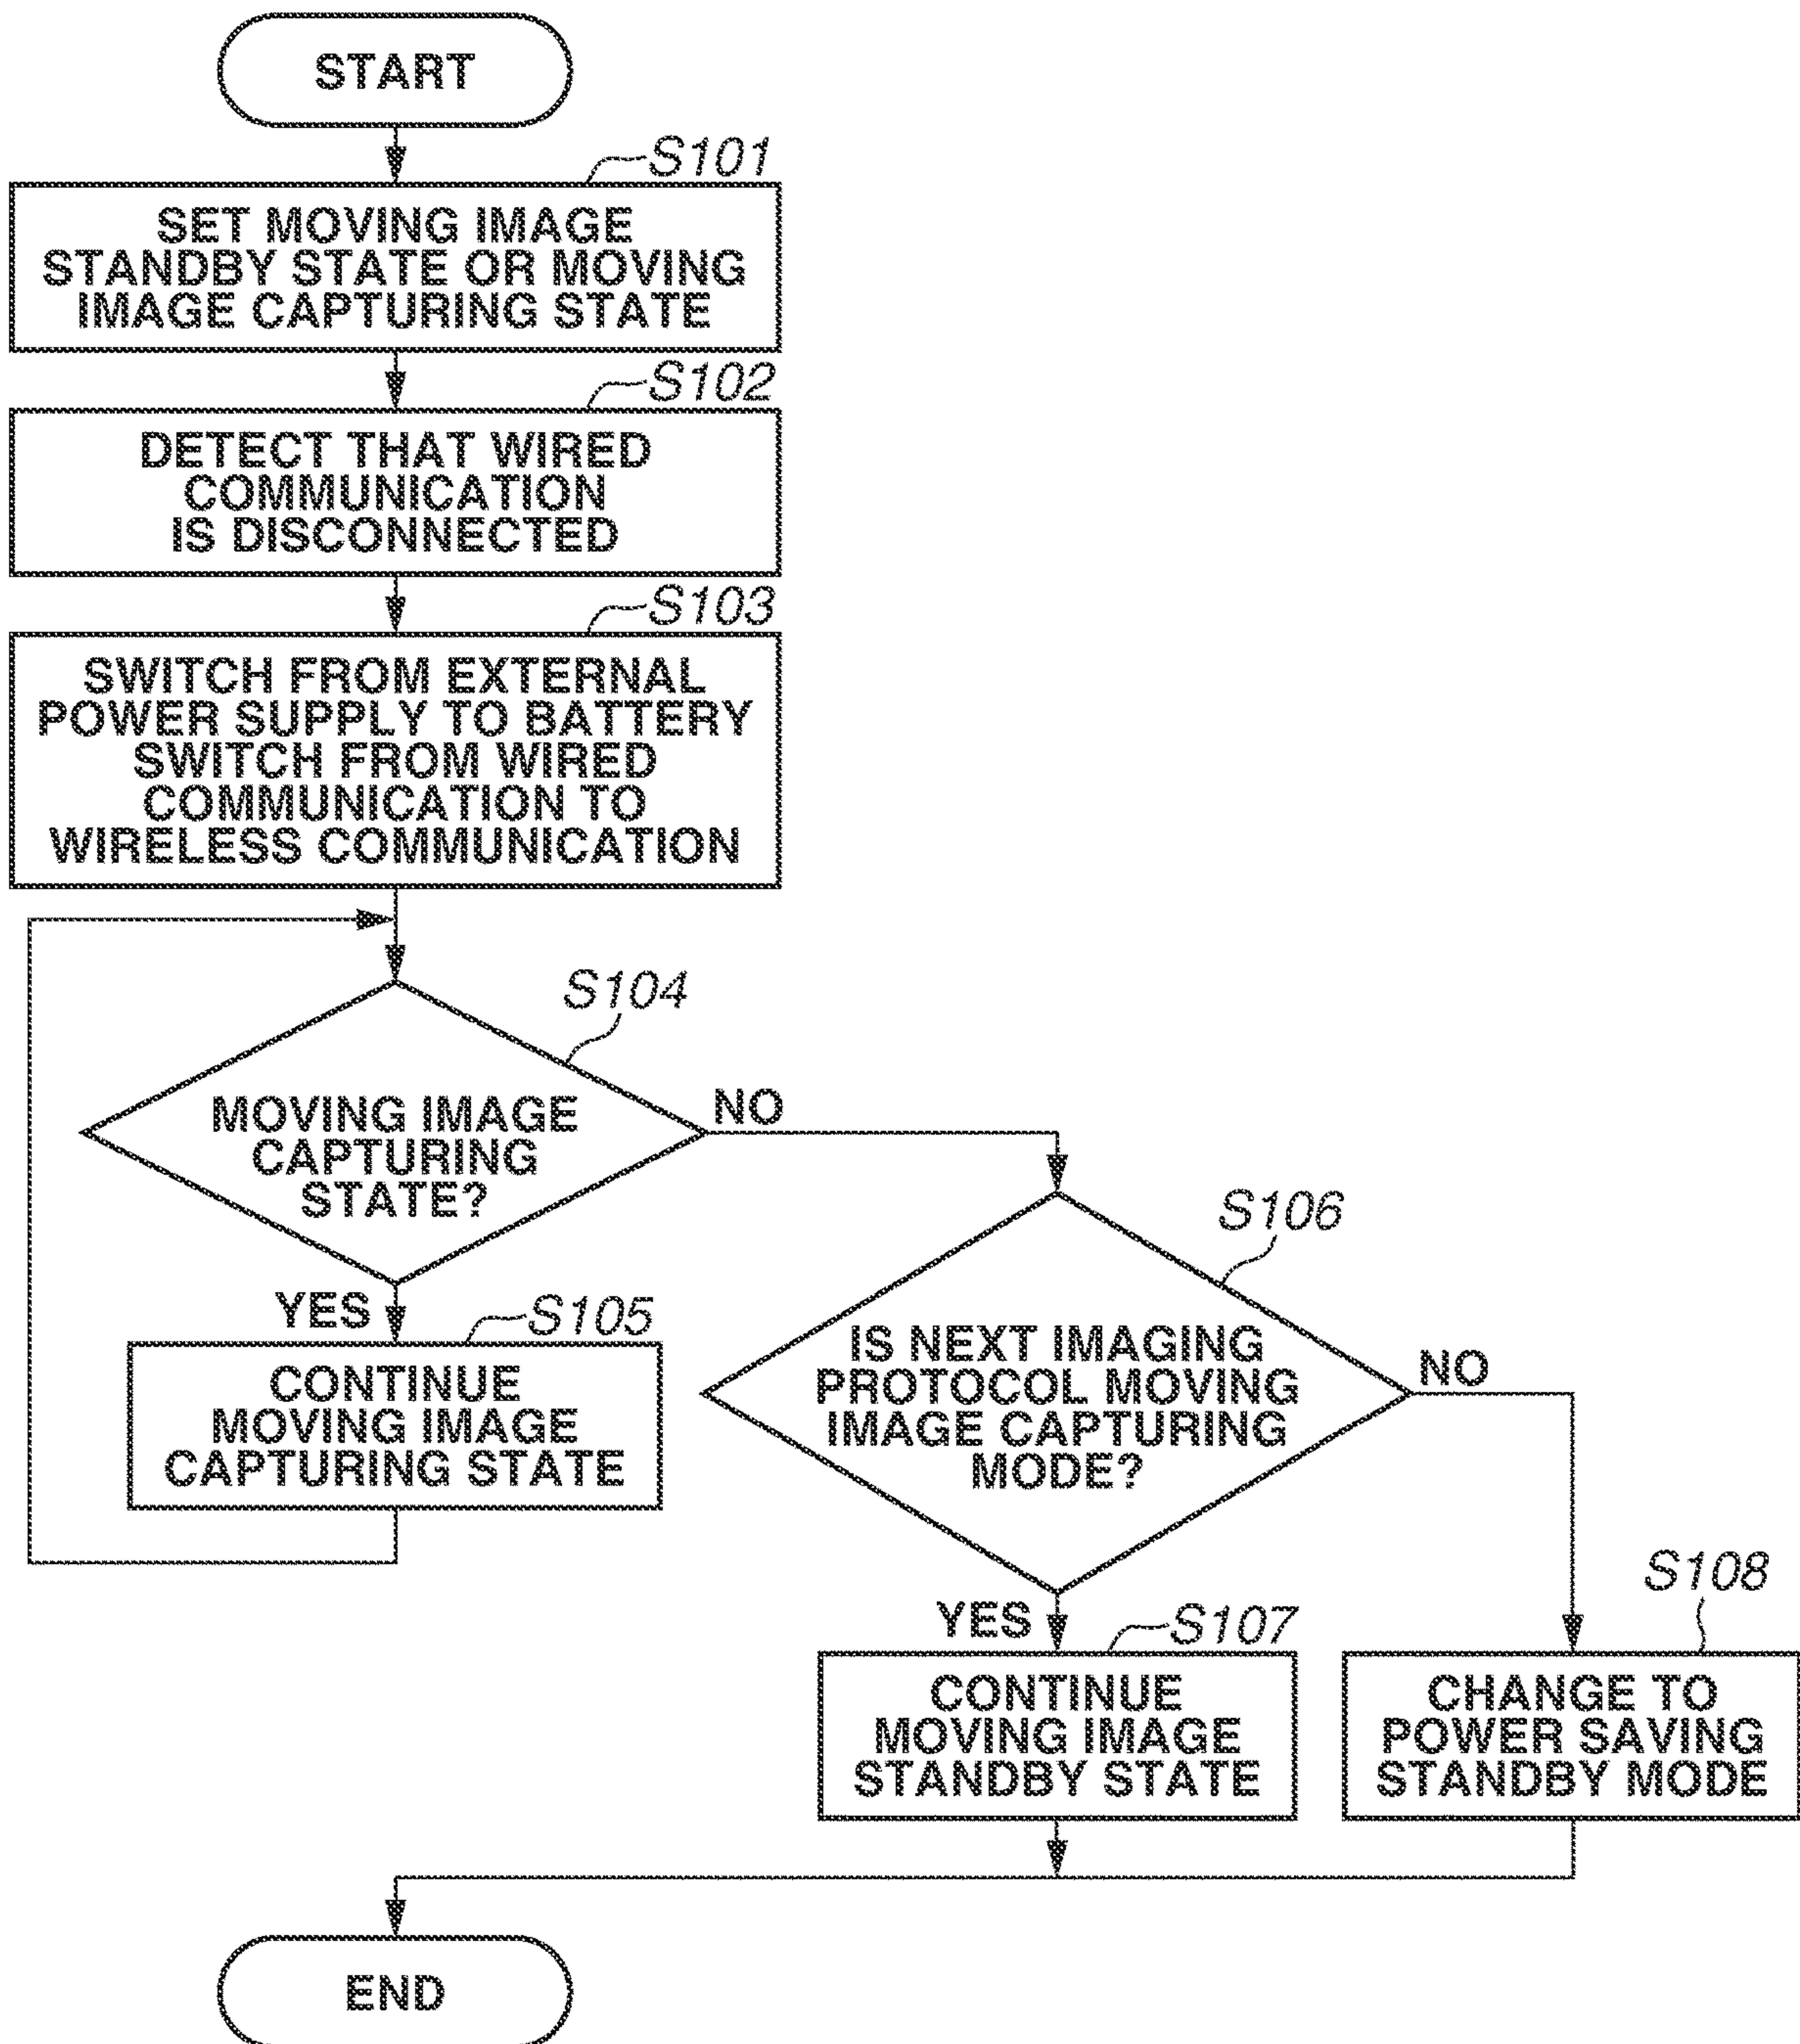 START
S101
SET MOVING IMAGE
STANDBY STATE OR MOVING
IMAGE CAPTURING STATE
S102
DETECT THAT WIRED
COMMUNICATION
IS DISCONNECTED
S103
SWITCH FROM EXTERNAL
POWER SUPPLY TO BATTERY
SWITCH FROM WIRED
COMMUNICATION TO
WIRELESS COMMUNICATION
S104
MOVING IMAGE
CAPTURING
STATE?
NO
YES
S105
CONTINUE
MOVING IMAGE
CAPTURING STATE
S106
IS NEXT IMAGING
PROTOCOL MOVING
IMAGE CAPTURING
MODE?
NO
YES
S107
CONTINUE
MOVING IMAGE
STANDBY STATE
S108
CHANGE TO
POWER SAVING
STANDBY MODE
END